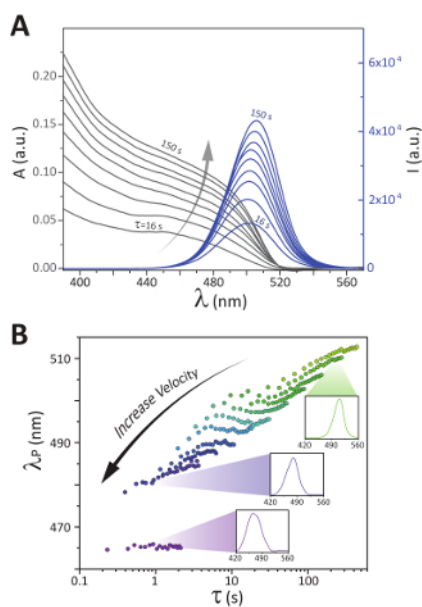 A
0.20
0.15
0.10
0.05
0.00
A (a.u.)
150 s
τ=16 s
150 s
16 s
6x10⁴
4x10⁴
2x10⁴
0
I (a.u.)
400 440 480 520 560
λ (nm)
B
510
490
465
λP (nm)
Increase Velocity
420 490 560
420 490 560
420 490 560
0.1 1 10 100
τ (s)